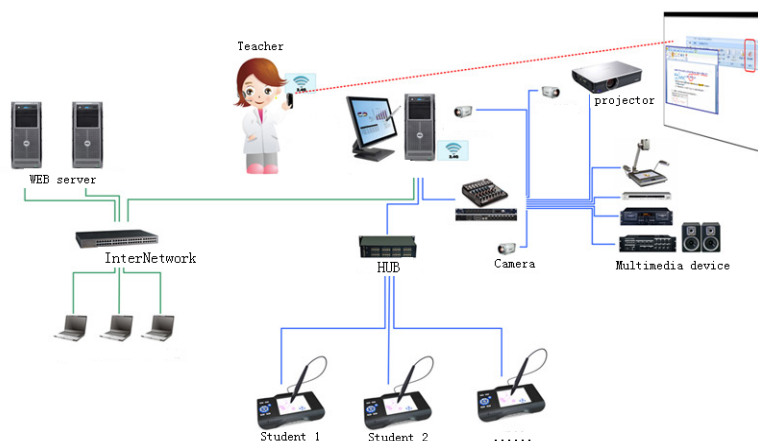 Teacher
projector
WEB server
InterNetwork
HUB
Camera
Multimedia device
Student 1
Student 2
......